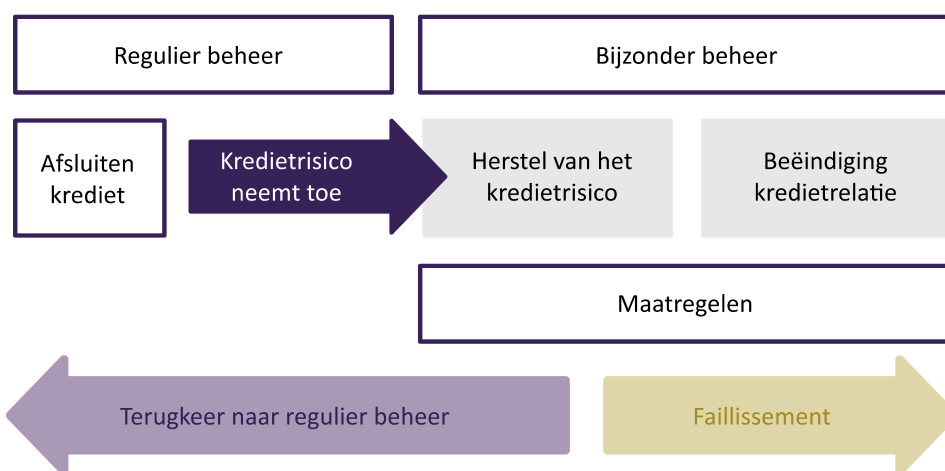 Regulier beheer
Bijzonder beheer
Afsluiten
krediet
Kredietrisico
neemt toe
Herstel van het
kredietrisico
Beëindiging
kredietrelatie
Maatregelen
Terugkeer naar regulier beheer
Faillissement